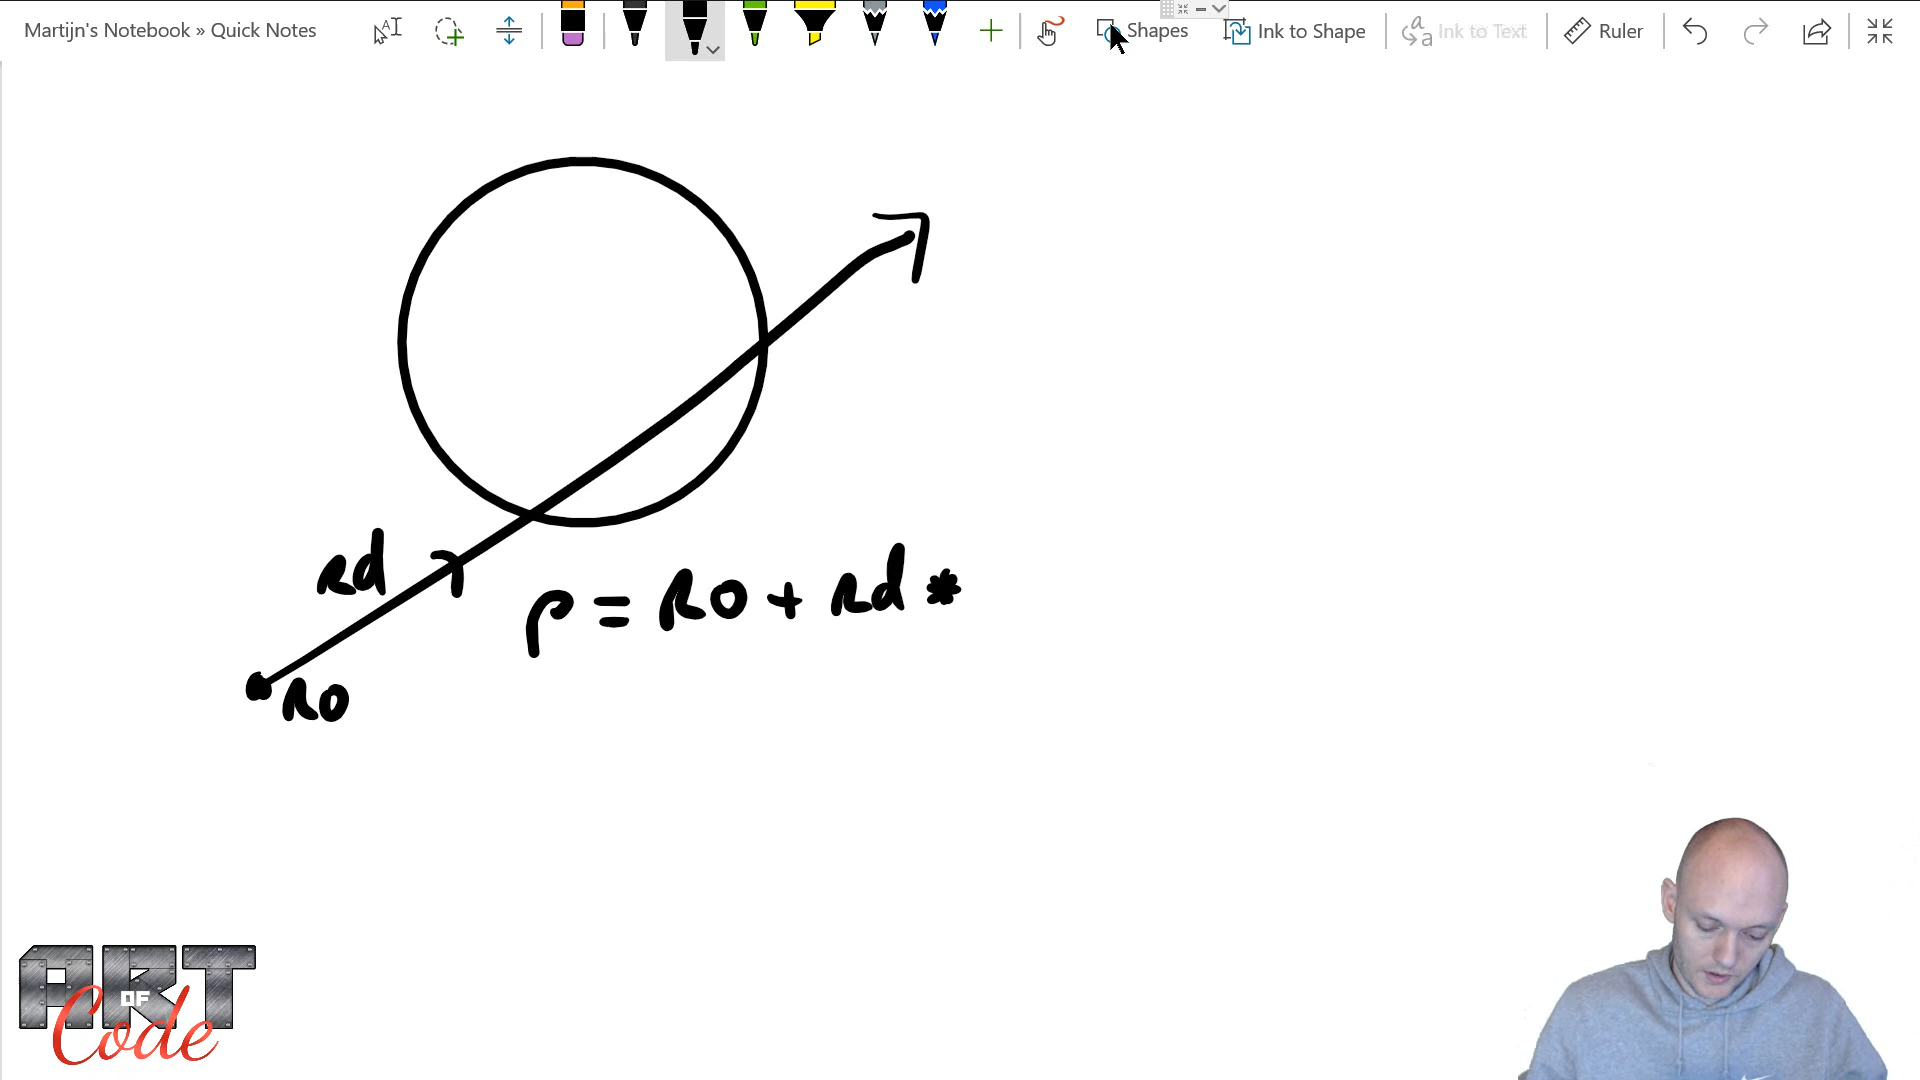 Martijn's Notebook » Quick Notes
Shapes
Ink to Shape
Ink to Text
Ruler
Rd
P = RO + Rd *
RO
ART
OF
Code